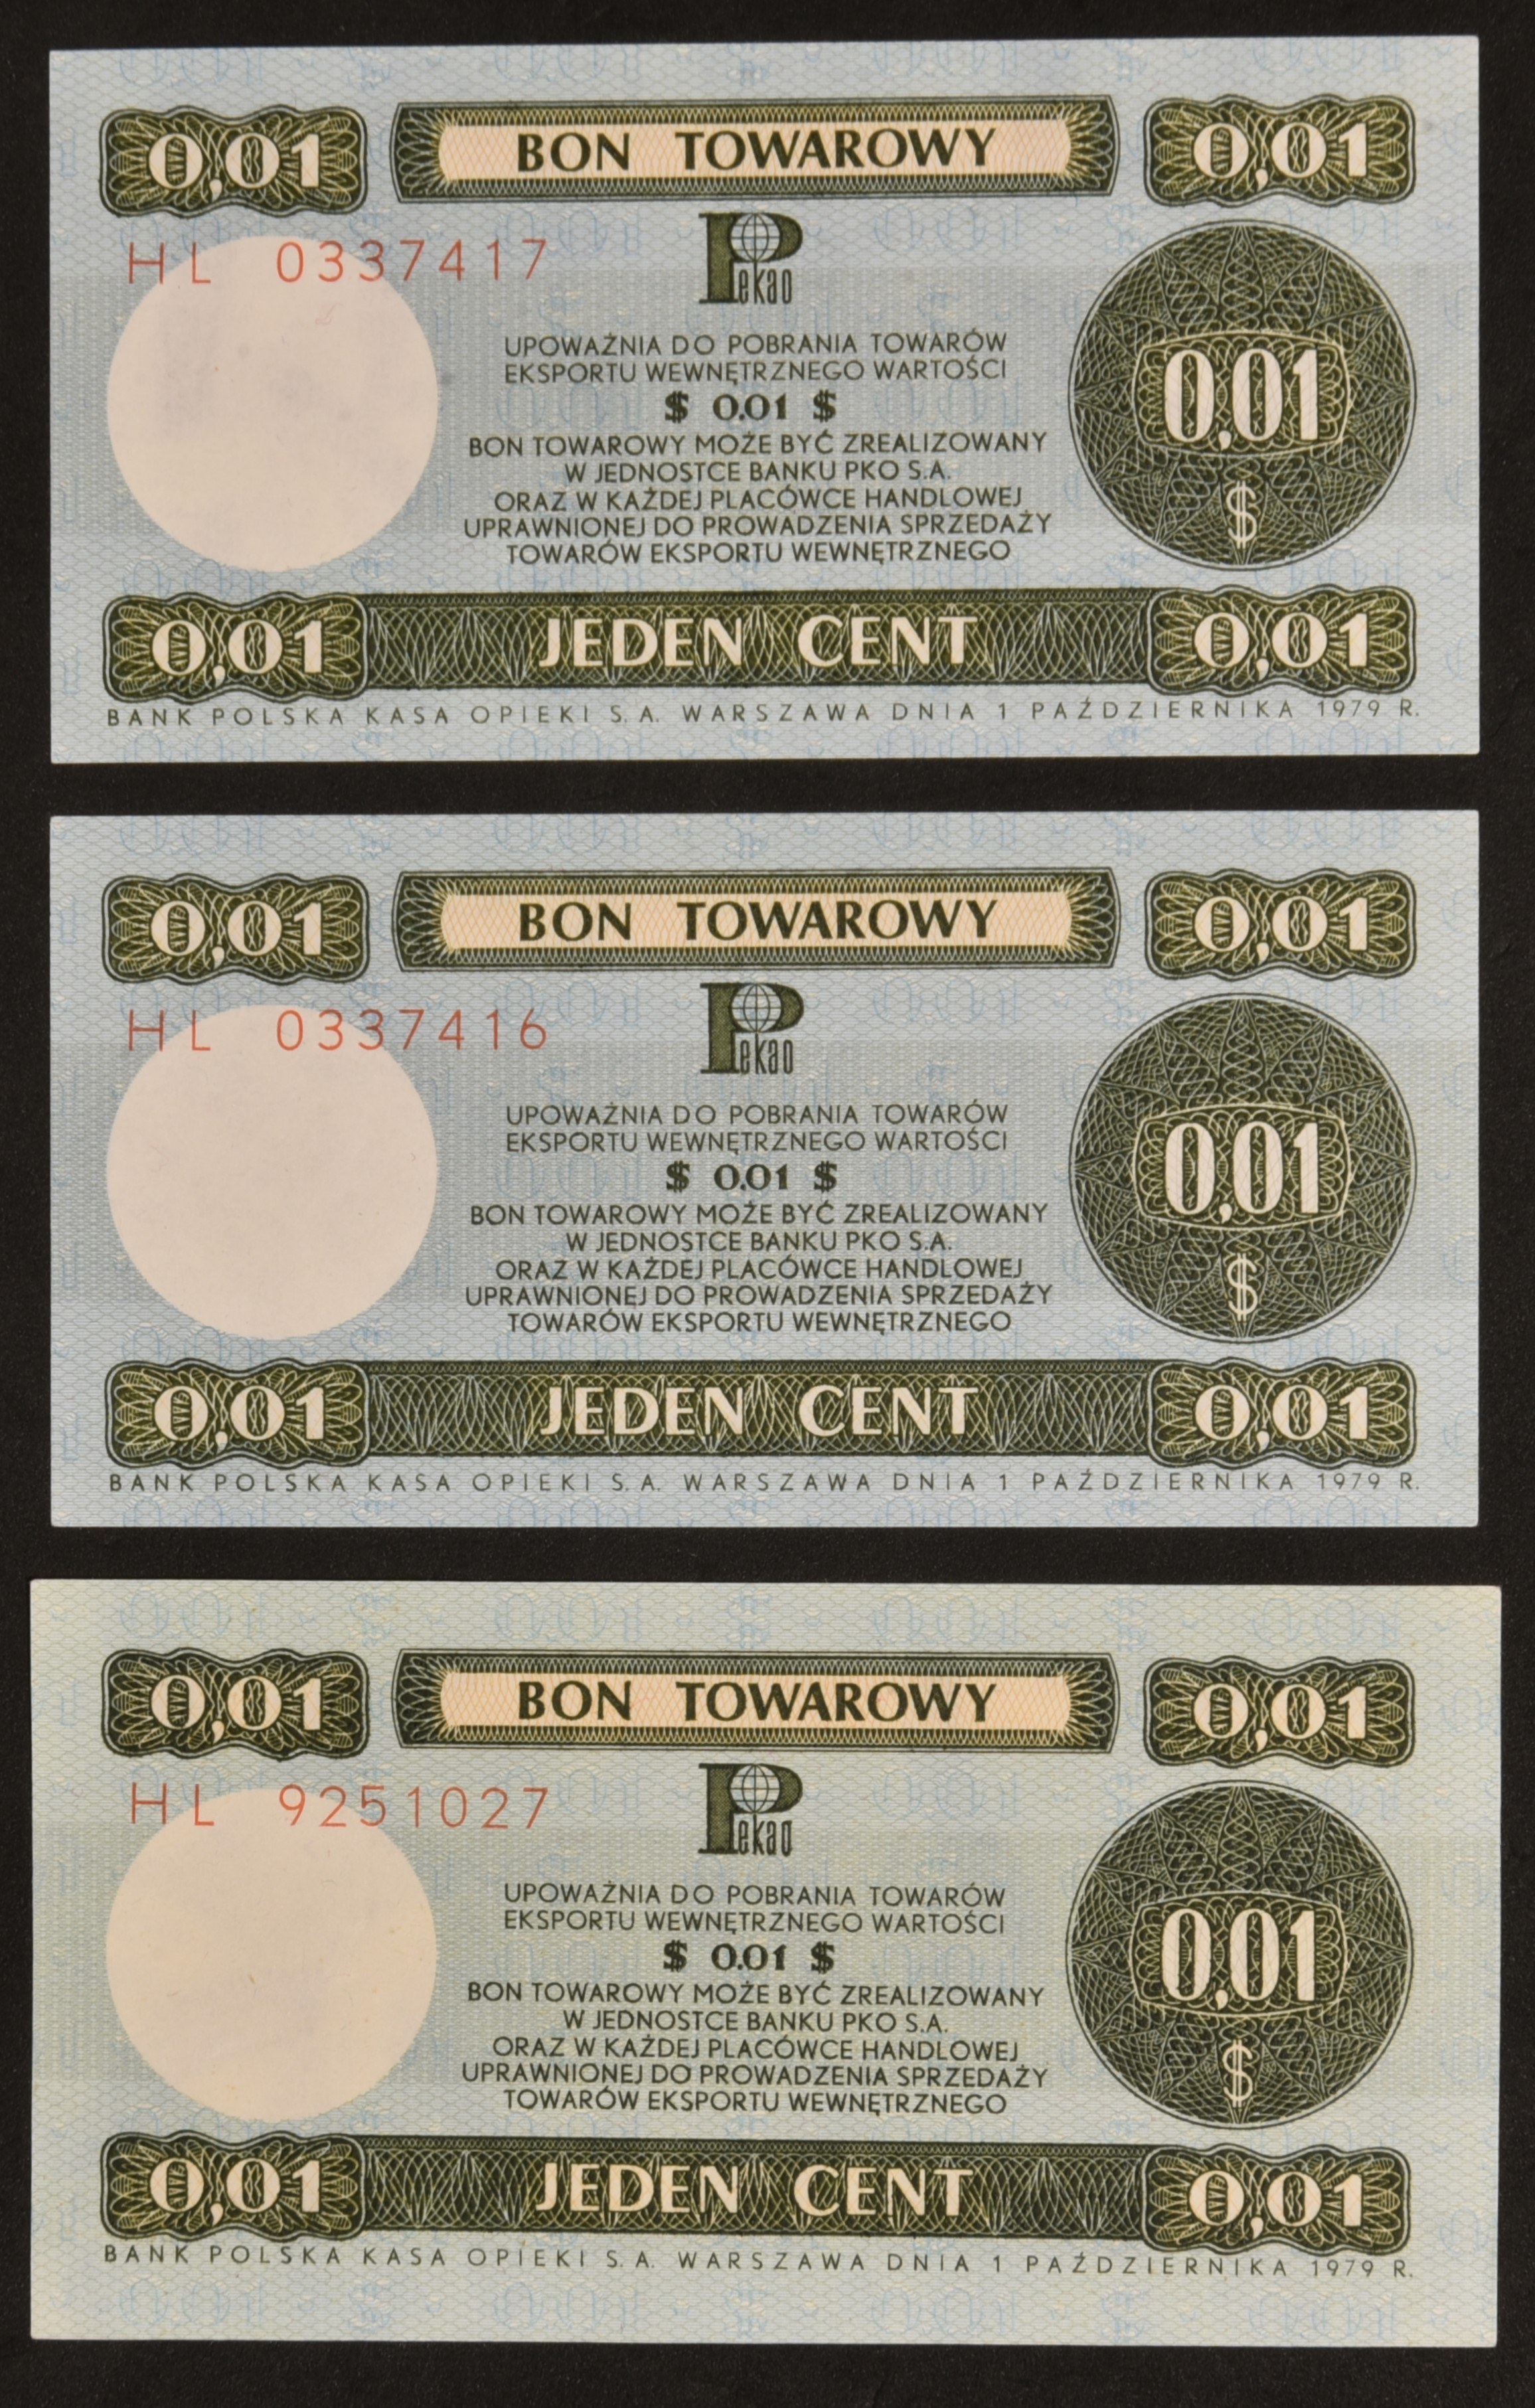 0,01 BON TOWAROWY 0,01
HL 0337417
Pekao
UPOWAŻNIA DO POBRANIA TOWARÓW
EKSPORTU WEWNĘTRZNEGO WARTOŚCI
$ 0.01 $
0,01
BON TOWAROWY MOŻE BYĆ ZREALIZOWANY
W JEDNOSTCE BANKU PKO S.A.
ORAZ W KAŻDEJ PLACÓWCE HANDLOWEJ
$
UPRAWNIONEJ DO PROWADZENIA SPRZEDAŻY
TOWARÓW EKSPORTU WEWNĘTRZNEGO
0,01 JEDEN CENT 0,01
BANK POLSKA KASA OPIEKI S.A. WARSZAWA DNIA 1 PAŹDZIERNIKA 1979 R.
0,01 BON TOWAROWY 0,01
HL 0337416
Pekao
UPOWAŻNIA DO POBRANIA TOWARÓW
EKSPORTU WEWNĘTRZNEGO WARTOŚCI
$ 0.01 $
0,01
BON TOWAROWY MOŻE BYĆ ZREALIZOWANY
W JEDNOSTCE BANKU PKO S.A.
ORAZ W KAŻDEJ PLACÓWCE HANDLOWEJ
$
UPRAWNIONEJ DO PROWADZENIA SPRZEDAŻY
TOWARÓW EKSPORTU WEWNĘTRZNEGO
0,01 JEDEN CENT 0,01
BANK POLSKA KASA OPIEKI S.A. WARSZAWA DNIA 1 PAŹDZIERNIKA 1979 R.
0,01 BON TOWAROWY 0,01
HL 9251027
Pekao
UPOWAŻNIA DO POBRANIA TOWARÓW
EKSPORTU WEWNĘTRZNEGO WARTOŚCI
$ 0.01 $
0,01
BON TOWAROWY MOŻE BYĆ ZREALIZOWANY
W JEDNOSTCE BANKU PKO S.A.
ORAZ W KAŻDEJ PLACÓWCE HANDLOWEJ
$
UPRAWNIONEJ DO PROWADZENIA SPRZEDAŻY
TOWARÓW EKSPORTU WEWNĘTRZNEGO
0,01 JEDEN CENT 0,01
BANK POLSKA KASA OPIEKI S.A. WARSZAWA DNIA 1 PAŹDZIERNIKA 1979 R.